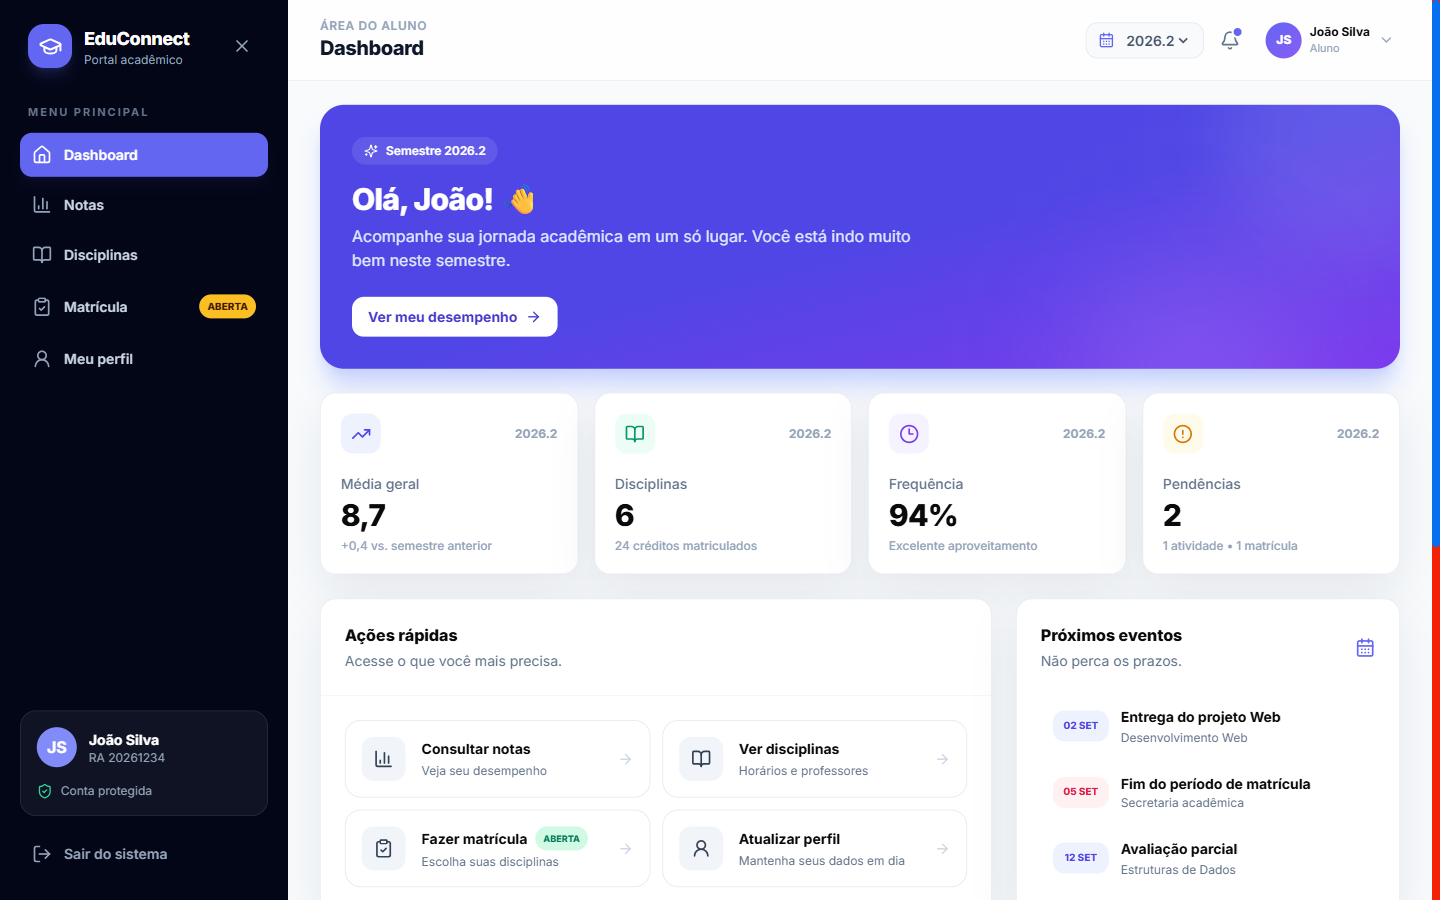 EduConnect
Portal acadêmico
MENU PRINCIPAL
Dashboard
Notas
Disciplinas
Matrícula
ABERTA
Meu perfil
JS
João Silva
RA 20261234
Conta protegida
Sair do sistema
ÁREA DO ALUNO
Dashboard
2026.2
JS
João Silva
Aluno
Semestre 2026.2
Olá, João! 👋
Acompanhe sua jornada acadêmica em um só lugar. Você está indo muito
bem neste semestre.
Ver meu desempenho
2026.2
Média geral
8,7
+0,4 vs. semestre anterior
2026.2
Disciplinas
6
24 créditos matriculados
2026.2
Frequência
94%
Excelente aproveitamento
2026.2
Pendências
2
1 atividade • 1 matrícula
Ações rápidas
Acesse o que você mais precisa.
Consultar notas
Veja seu desempenho
Ver disciplinas
Horários e professores
Fazer matrícula
ABERTA
Escolha suas disciplinas
Atualizar perfil
Mantenha seus dados em dia
Próximos eventos
Não perca os prazos.
02 SET
Entrega do projeto Web
Desenvolvimento Web
05 SET
Fim do período de matrícula
Secretaria acadêmica
12 SET
Avaliação parcial
Estruturas de Dados